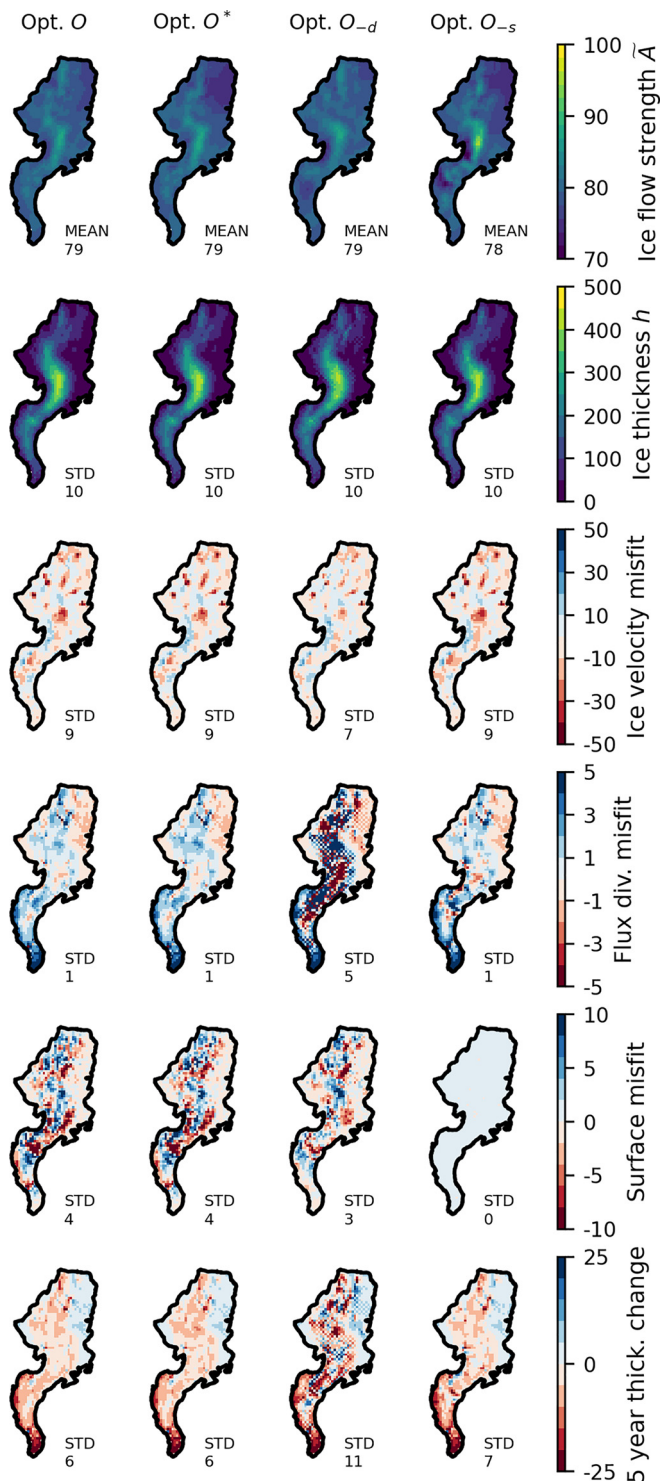 Opt. O Opt. O* Opt. O−d Opt. O−s
MEAN
79
MEAN
79
MEAN
79
MEAN
78
100
90
80
70
Ice flow strength Ã
STD
10
STD
10
STD
10
STD
10
500
400
300
200
100
0
Ice thickness h
STD
9
STD
9
STD
7
STD
9
50
30
10
-10
-30
-50
Ice velocity misfit
STD
1
STD
1
STD
5
STD
1
5
3
1
-1
-3
-5
Flux div. misfit
STD
4
STD
4
STD
3
STD
0
10
5
0
-5
-10
Surface misfit
STD
6
STD
6
STD
11
STD
7
25
0
-25
5 year thick. change